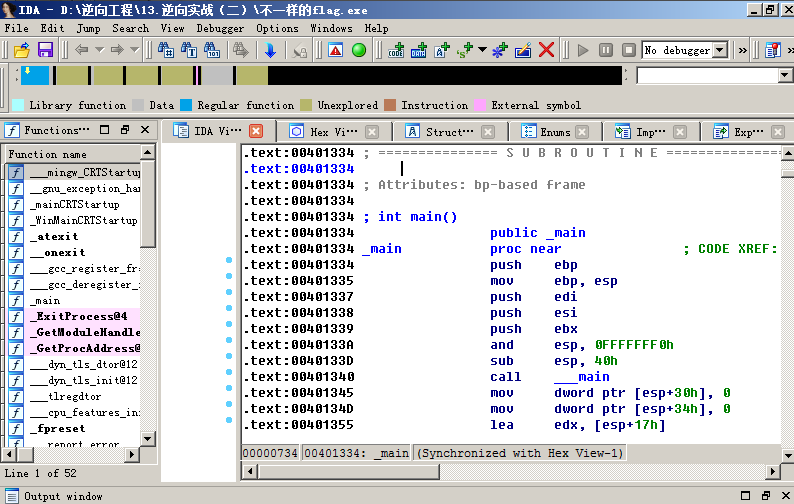 IDA - D:\逆向工程\13.逆向实战（二）\不一样的flag.exe
File Edit Jump Search View Debugger Options Windows Help
No debugger
Library function Data Regular function Unexplored Instruction External symbol
Functions… IDA Vi… Hex Vi… Struct… Enums Imp… Exp…
Function name
___mingw_CRTStartup
__gnu_exception_han
_mainCRTStartup
_WinMainCRTStartup
_atexit
__onexit
___gcc_register_fra
___gcc_deregister_
_main
_ExitProcess@4
_GetModuleHandle
_GetProcAddress@
___dyn_tls_dtor@12
___dyn_tls_init@12
___tlregdtor
___cpu_features_in
_fpreset
_report_error
Line 1 of 52
.text:00401334 ; =============== S U B R O U T I N E ================
.text:00401334
.text:00401334 ; Attributes: bp-based frame
.text:00401334
.text:00401334 ; int main()
.text:00401334 public _main
.text:00401334 _main proc near ; CODE XREF:
.text:00401334 push ebp
.text:00401335 mov ebp, esp
.text:00401337 push edi
.text:00401338 push esi
.text:00401339 push ebx
.text:0040133A and esp, 0FFFFFFF0h
.text:0040133D sub esp, 40h
.text:00401340 call ___main
.text:00401345 mov dword ptr [esp+30h], 0
.text:0040134D mov dword ptr [esp+34h], 0
.text:00401355 lea edx, [esp+17h]
00000734 00401334: _main (Synchronized with Hex View-1)
Output window